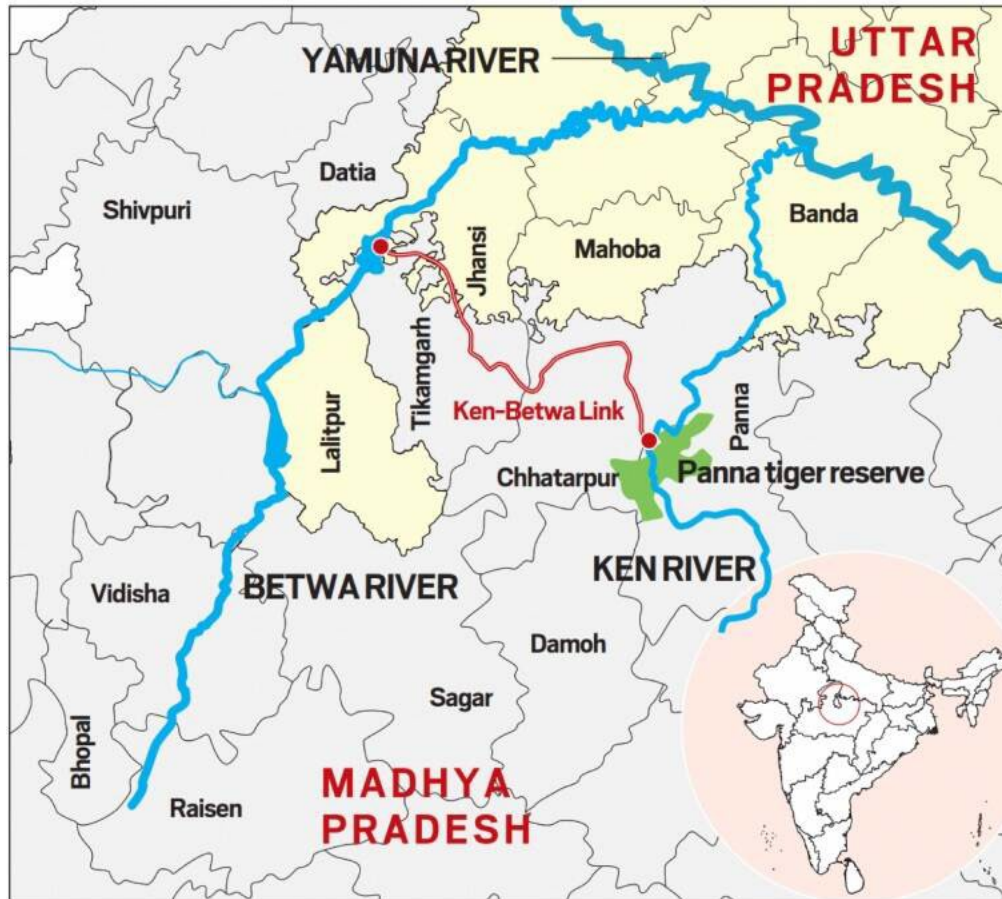 YAMUNA RIVER
UTTAR
PRADESH
Datia
Shivpuri
Banda
Mahoba
Jhansi
Tikamgarh
Ken-Betwa Link
Lalitpur
Panna
Chhatarpur
Panna tiger reserve
KEN RIVER
BETWA RIVER
Vidisha
Damoh
Sagar
Bhopal
MADHYA
PRADESH
Raisen